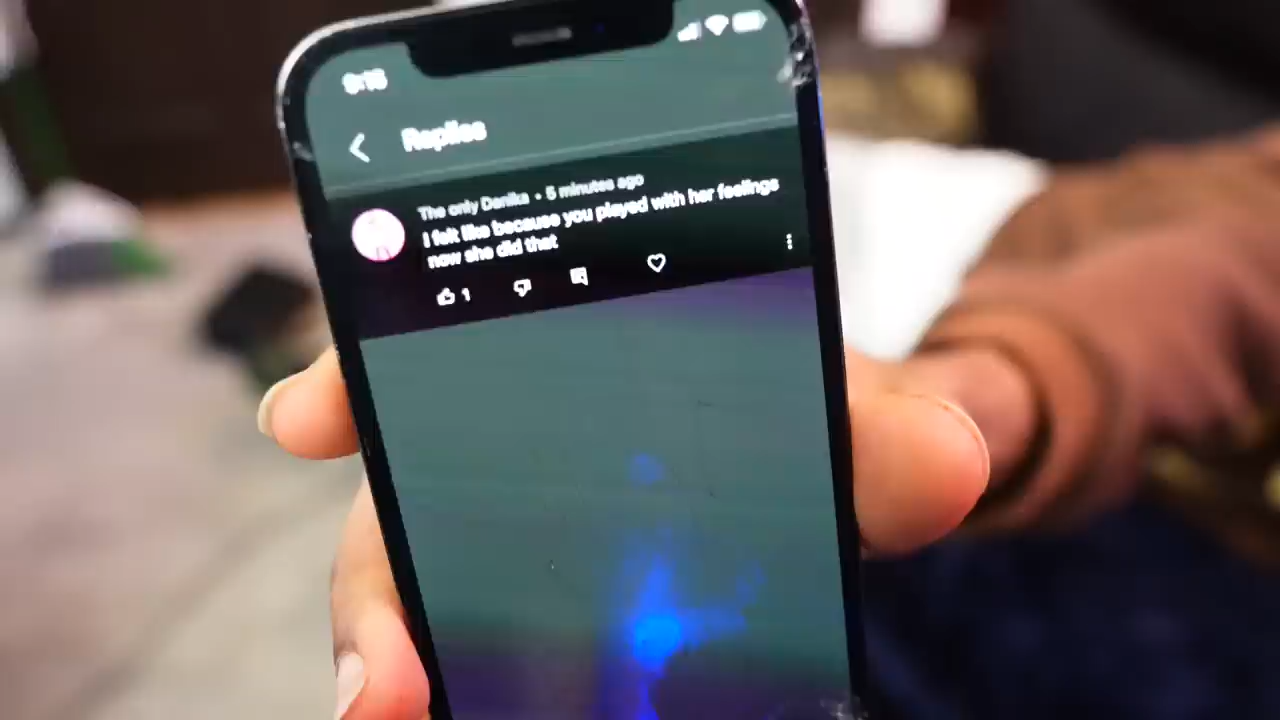 9:15
Replies
The only Danika • 5 minutes ago
I felt like because you played with her feelings
now she did that
1